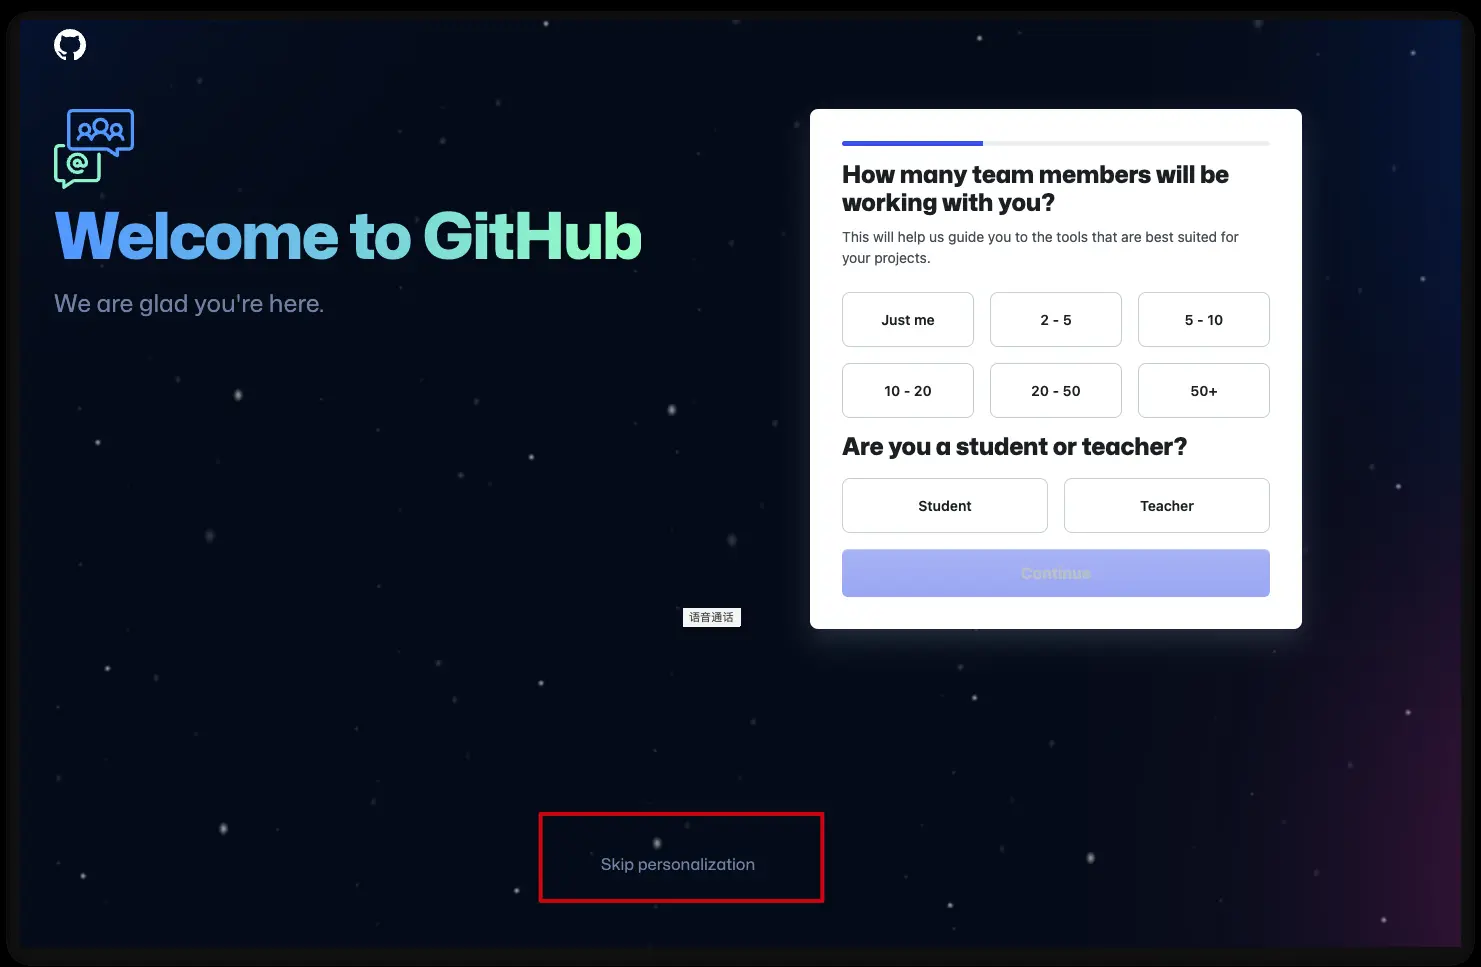 Welcome to GitHub
We are glad you're here.
How many team members will be
working with you?
This will help us guide you to the tools that are best suited for
your projects.
Just me
2 - 5
5 - 10
10 - 20
20 - 50
50+
Are you a student or teacher?
Student
Teacher
Continue
语音通话
Skip personalization